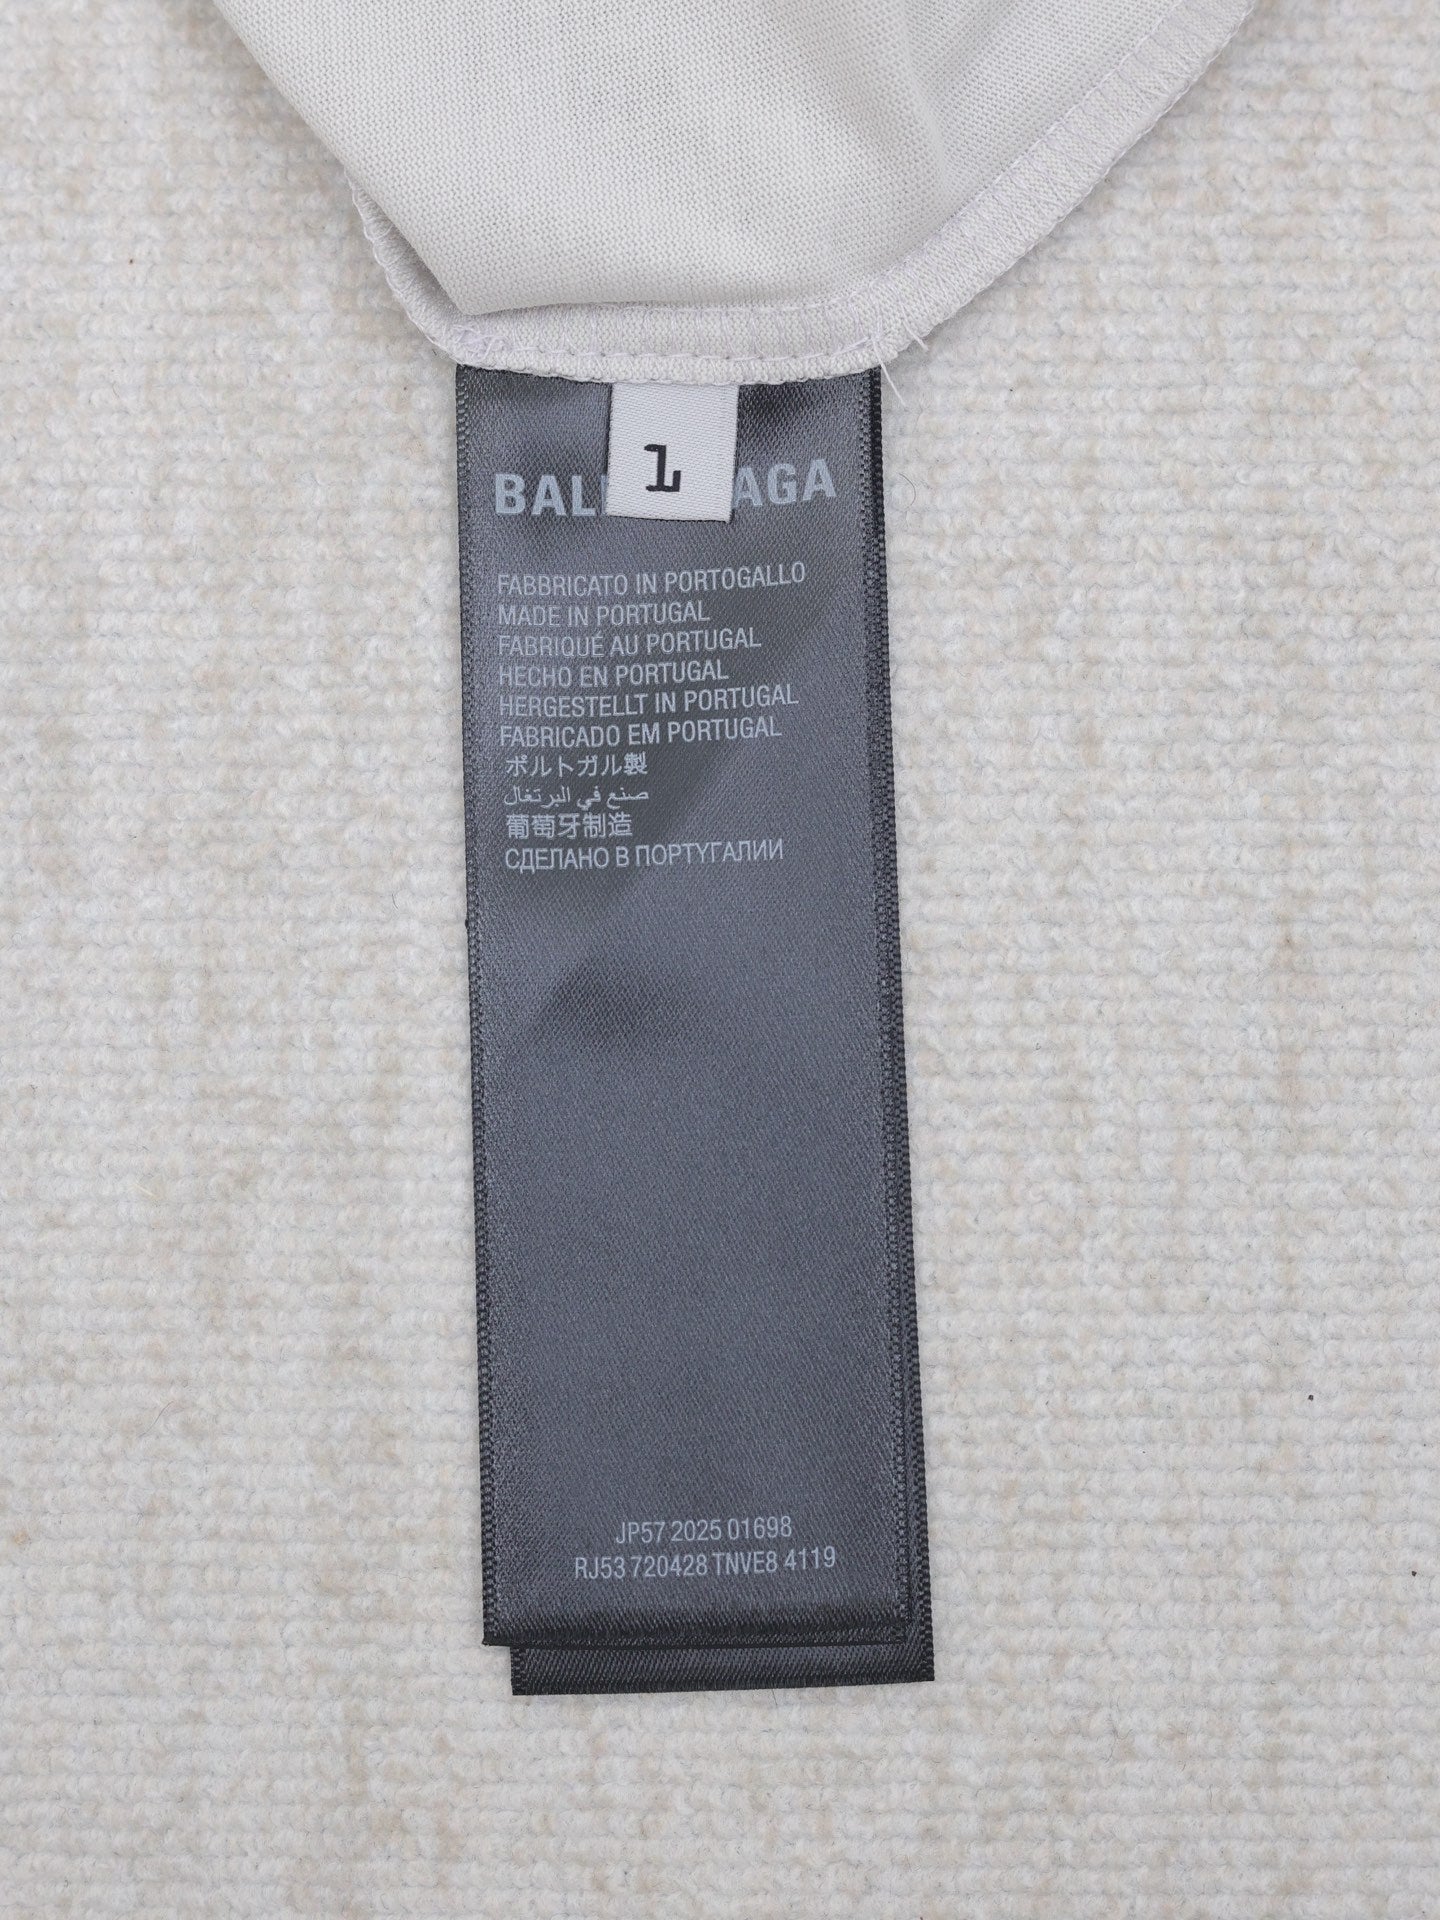 1
BAL AGA
FABBRICATO IN PORTOGALLO
MADE IN PORTUGAL
FABRIQUÉ AU PORTUGAL
HECHO EN PORTUGAL
HERGESTELLT IN PORTUGAL
FABRICADO EM PORTUGAL
ポルトガル製
صنع في البرتغال
葡萄牙制造
СДЕЛАНО В ПОРТУГАЛИИ
JP57 2025 01698
RJ53 720428 TNVE8 4119